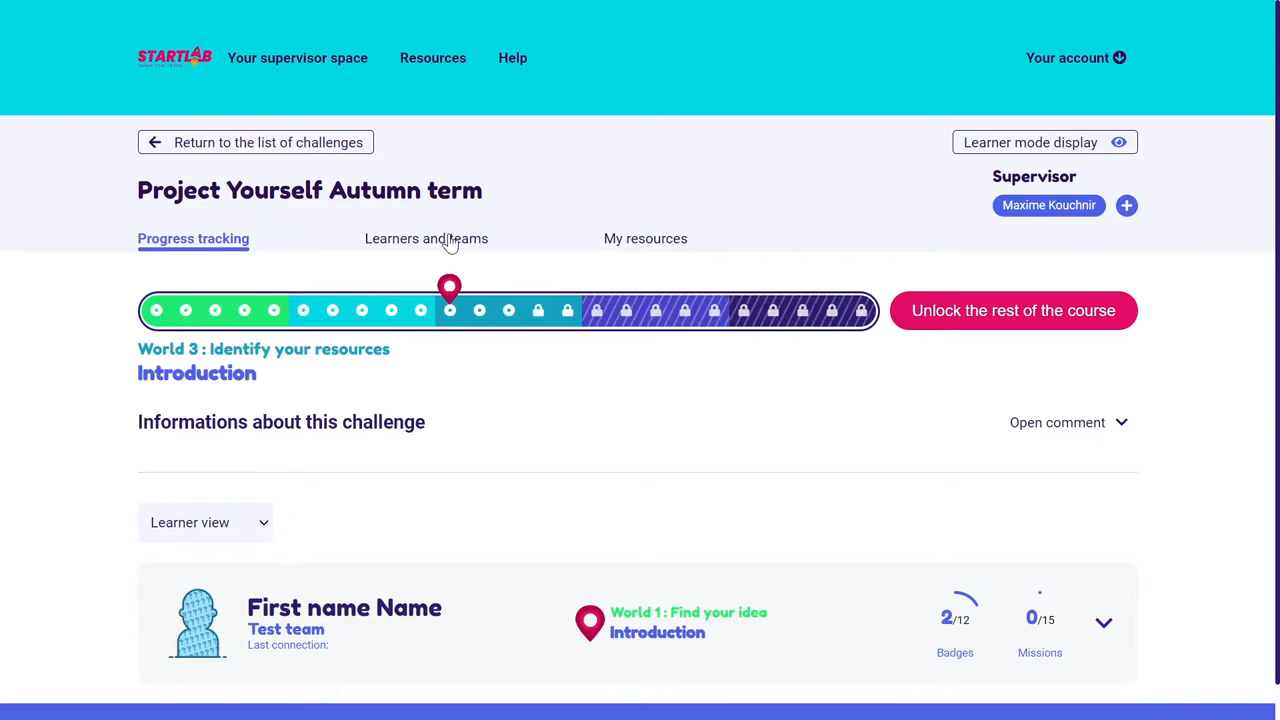 STARTLAB
Your supervisor space
Resources
Help
Your account
Return to the list of challenges
Learner mode display
Project Yourself Autumn term
Supervisor
Maxime Kouchnir
Progress tracking
Learners and teams
My resources
Unlock the rest of the course
World 3 : Identify your resources
Introduction
Informations about this challenge
Open comment
Learner view
First name Name
Test team
Last connection:
World 1 : Find your idea
Introduction
2/12
Badges
0/15
Missions